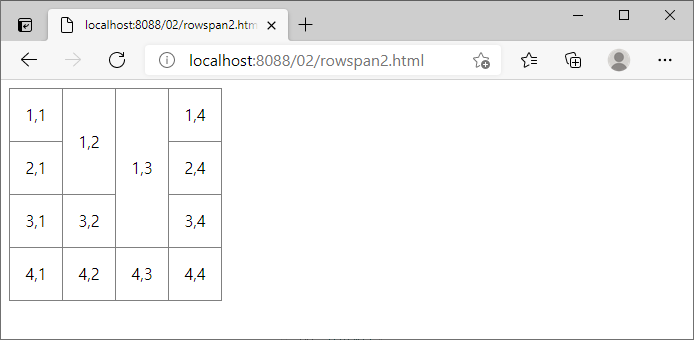 localhost:8088/02/rowspan2.htm
localhost:8088/02/rowspan2.html
1,1 1,2 1,3 1,4
2,1 2,4
3,1 3,2 3,4
4,1 4,2 4,3 4,4